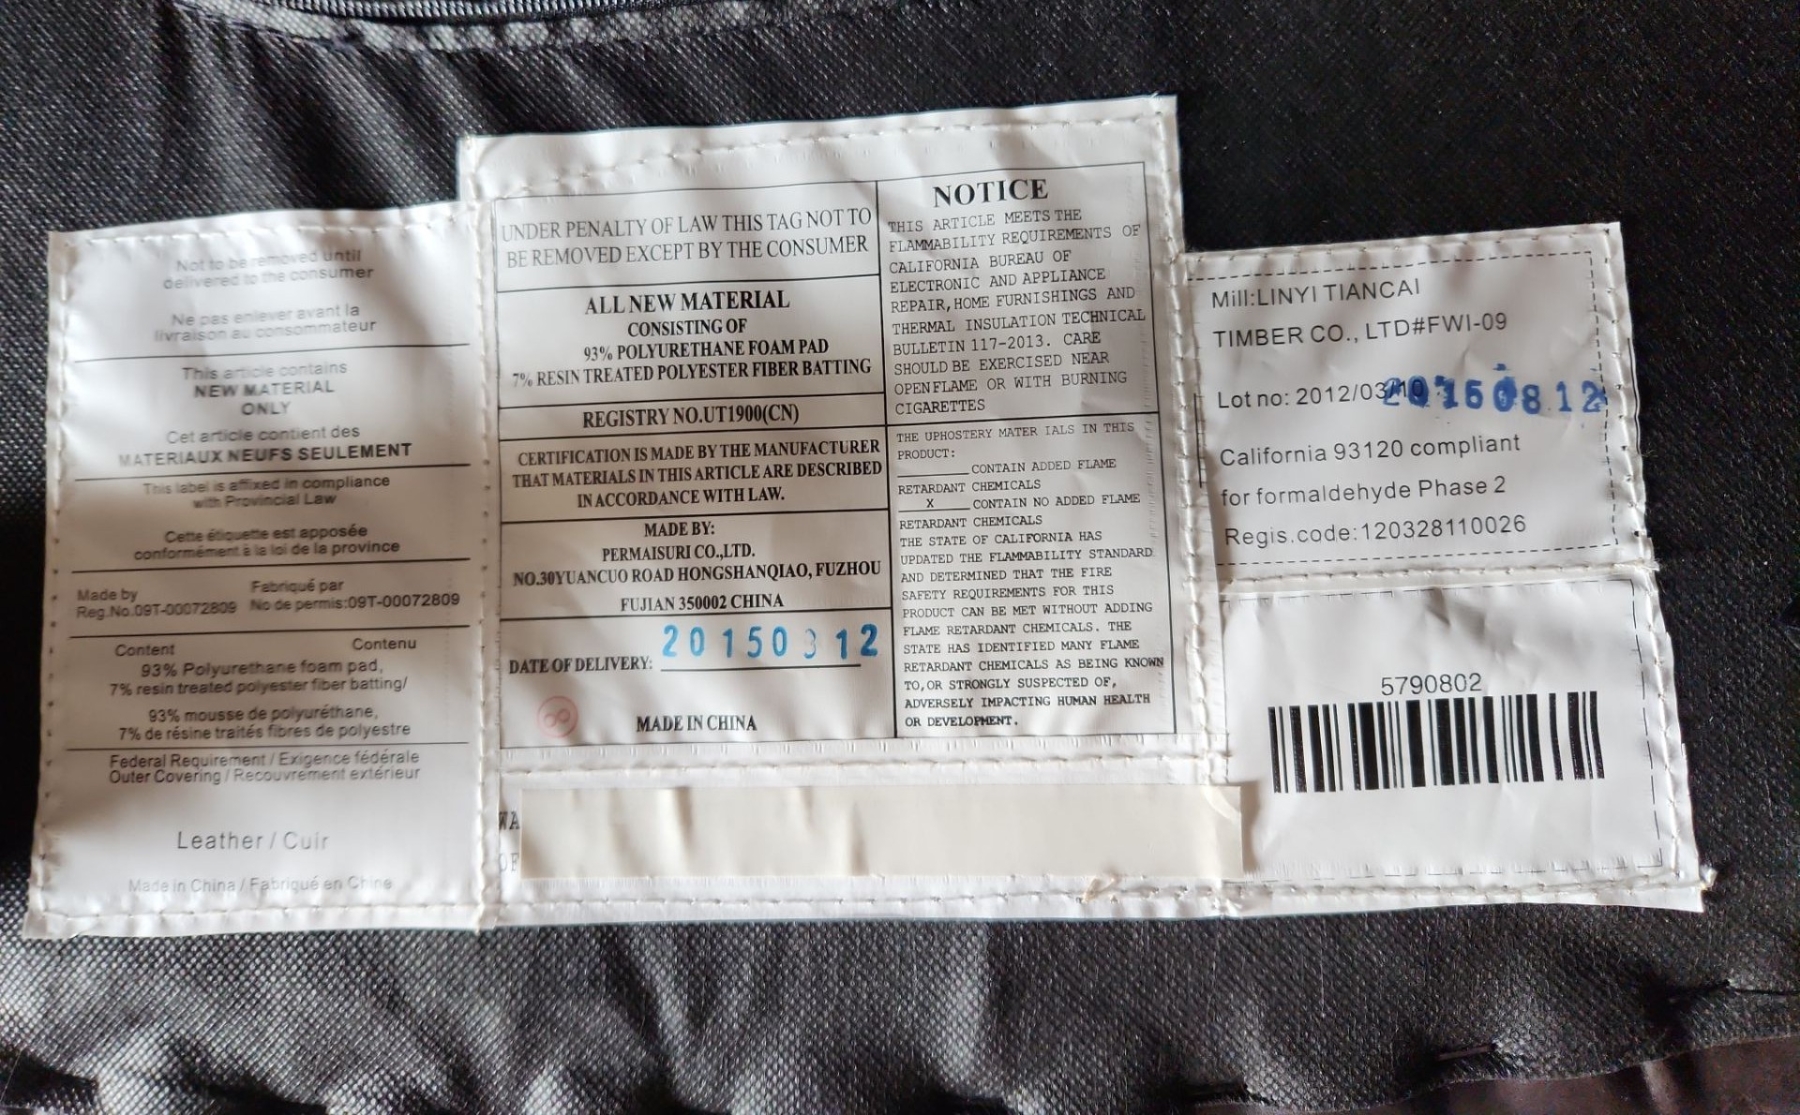 Not to be removed until
delivered to the consumer
Ne pas enlever avant la
livraison au consommateur
This article contains
NEW MATERIAL
ONLY
Cet article contient des
MATERIAUX NEUFS SEULEMENT
This label is affixed in compliance
with Provincial Law
Cette étiquette est apposée
conformément à la loi de la province
Made by Fabriqué par
Reg.No.09T-00072809 No de permis:09T-00072809
Content Contenu
93% Polyurethane foam pad,
7% resin treated polyester fiber batting/
93% mousse de polyuréthane,
7% de résine traités fibres de polyestre
Federal Requirement / Exigence fédérale
Outer Covering / Recouvrement extérieur
Leather / Cuir
Made in China / Fabriqué en Chine
UNDER PENALTY OF LAW THIS TAG NOT TO
BE REMOVED EXCEPT BY THE CONSUMER
ALL NEW MATERIAL
CONSISTING OF
93% POLYURETHANE FOAM PAD
7% RESIN TREATED POLYESTER FIBER BATTING
REGISTRY NO.UT1900(CN)
CERTIFICATION IS MADE BY THE MANUFACTURER
THAT MATERIALS IN THIS ARTICLE ARE DESCRIBED
IN ACCORDANCE WITH LAW.
MADE BY:
PERMAISURI CO.,LTD.
NO.30YUANCUO ROAD HONGSHANQIAO, FUZHOU
FUJIAN 350002 CHINA
DATE OF DELIVERY:
8
MADE IN CHINA
NOTICE
THIS ARTICLE MEETS THE
FLAMMABILITY REQUIREMENTS OF
CALIFORNIA BUREAU OF
ELECTRONIC AND APPLIANCE
REPAIR, HOME FURNISHINGS AND
THERMAL INSULATION TECHNICAL
BULLETIN 117-2013. CARE
SHOULD BE EXERCISED NEAR
OPEN FLAME OR WITH BURNING
CIGARETTES
THE UPHOSTERY MATER IALS IN THIS
PRODUCT:
CONTAIN ADDED FLAME
RETARDANT CHEMICALS
X CONTAIN NO ADDED FLAME
RETARDANT CHEMICALS
THE STATE OF CALIFORNIA HAS
UPDATED THE FLAMMABILITY STANDARD
AND DETERMINED THAT THE FIRE
SAFETY REQUIREMENTS FOR THIS
PRODUCT CAN BE MET WITHOUT ADDING
FLAME RETARDANT CHEMICALS. THE
STATE HAS IDENTIFIED MANY FLAME
RETARDANT CHEMICALS AS BEING KNOWN
TO, OR STRONGLY SUSPECTED OF,
ADVERSELY IMPACTING HUMAN HEALTH
OR DEVELOPMENT.
WA
OF
Mill:LINYI TIANCAI
TIMBER CO., LTD#FWI-09
Lot no:
California 93120 compliant
for formaldehyde Phase 2
Regis.code:120328110026
5790802